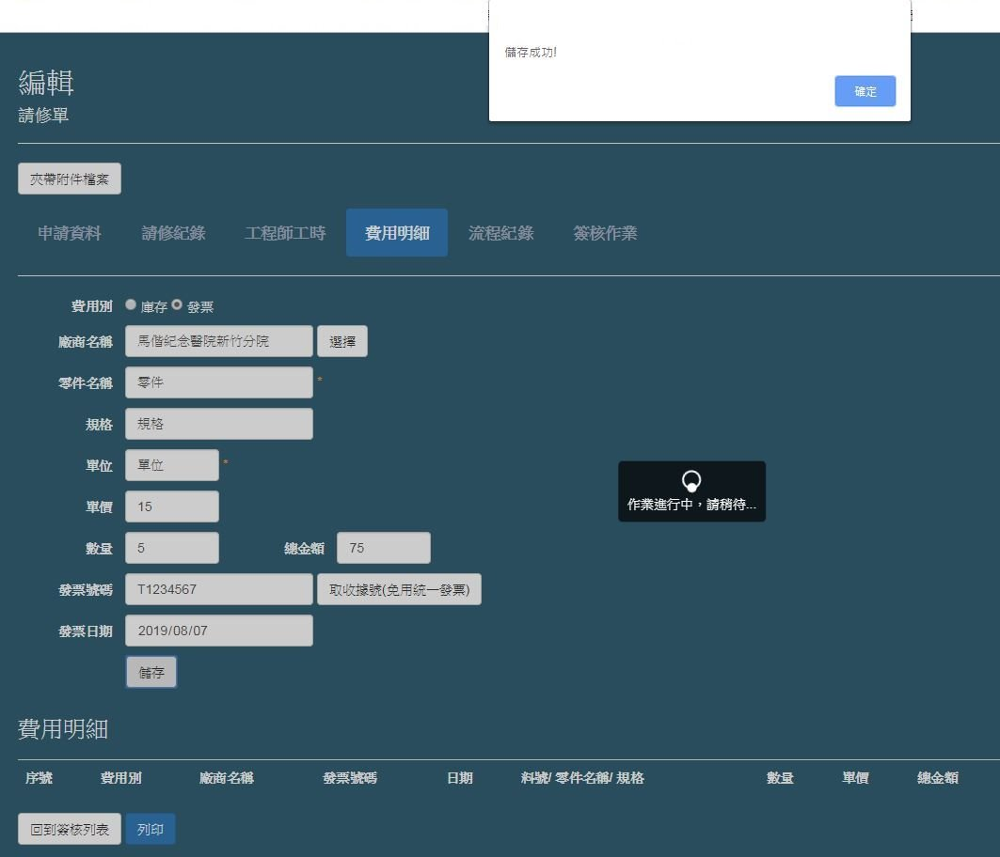 儲存成功!
確定
編輯
請修單
夾帶附件檔案
申請資料 請修紀錄 工程師工時 費用明細 流程紀錄 簽核作業
費用別 庫存 發票
廠商名稱 馬偕紀念醫院新竹分院 選擇
零件名稱 零件 *
規格 規格
單位 單位 *
單價 15
作業進行中，請稍待...
數量 5 總金額 75
發票號碼 T1234567 取收據號(免用統一發票)
發票日期 2019/08/07
儲存
費用明細
序號 費用別 廠商名稱 發票號碼 日期 料號/ 零件名稱/ 規格 數量 單價 總金額
回到簽核列表 列印